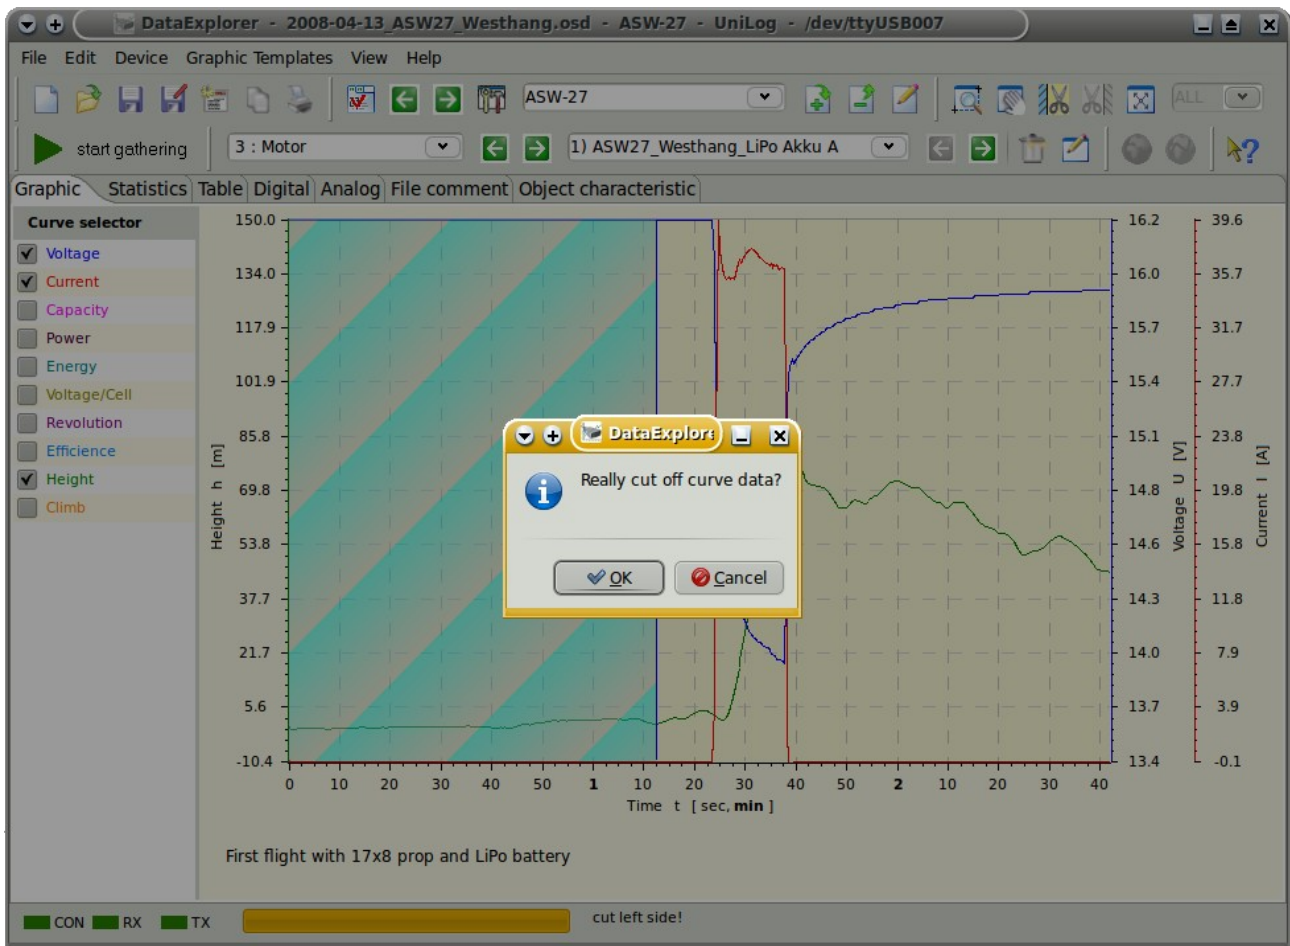 DataExplorer - 2008-04-13_ASW27_Westhang.osd - ASW-27 - UniLog - /dev/ttyUSB007
File Edit Device Graphic Templates View Help
ASW-27 ALL
start gathering 3 : Motor 1) ASW27_Westhang_LiPo Akku A
Graphic Statistics Table Digital Analog File comment Object characteristic
Curve selector
Voltage
Current
Capacity
Power
Energy
Voltage/Cell
Revolution
Efficience
Height
Climb
Height h [m]
150.0
134.0
117.9
101.9
85.8
69.8
53.8
37.7
21.7
5.6
-10.4
DataExplore
Really cut off curve data?
OK Cancel
16.2
16.0
15.7
15.4
15.1
14.8
14.6
14.3
14.0
13.7
13.4
Voltage U [V]
39.6
35.7
31.7
27.7
23.8
19.8
15.8
11.8
7.9
3.9
-0.1
Current I [A]
0 10 20 30 40 50 1 10 20 30 40 50 2 10 20 30 40
Time t [ sec, min ]
First flight with 17x8 prop and LiPo battery
CON RX TX cut left side!